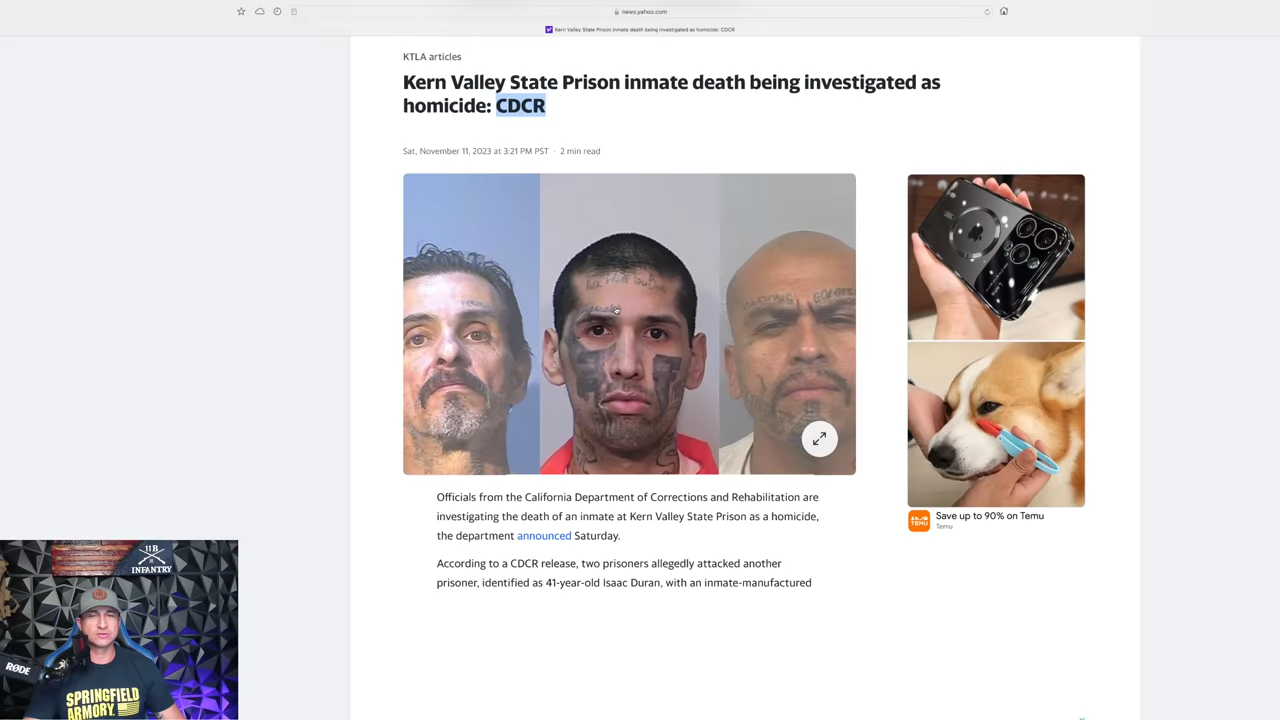 news.yahoo.com
Kern Valley State Prison inmate death being investigated as homicide: CDCR
KTLA articles
Kern Valley State Prison inmate death being investigated as
homicide: CDCR
Sat, November 11, 2023 at 3:21 PM PST · 2 min read
Officials from the California Department of Corrections and Rehabilitation are
investigating the death of an inmate at Kern Valley State Prison as a homicide,
the department announced Saturday.
According to a CDCR release, two prisoners allegedly attacked another
prisoner, identified as 41-year-old Isaac Duran, with an inmate-manufactured
TEMU
Save up to 90% on Temu
Temu
11B
INFANTRY
RØDE
SPRINGFIELD
ARMORY